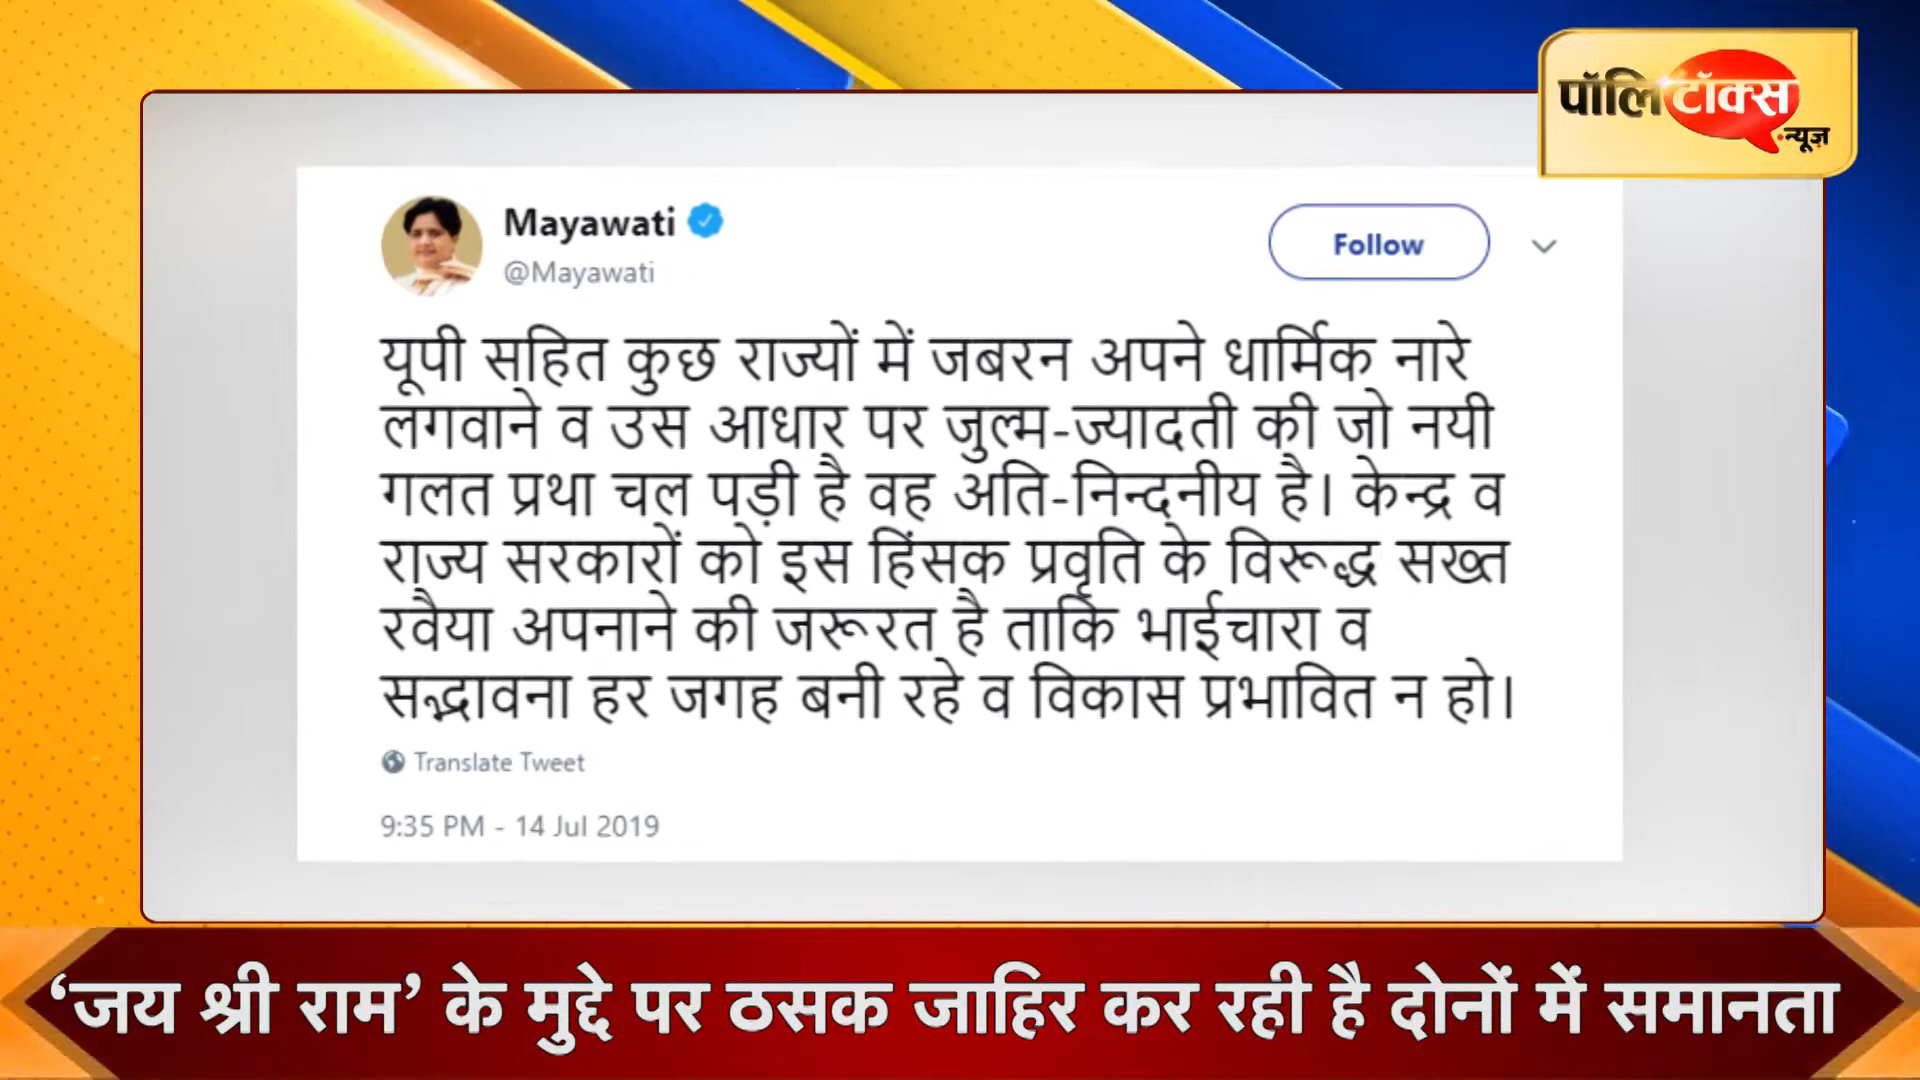 पॉलिटॉक्स
न्यूज़
Mayawati
@Mayawati
Follow
यूपी सहित कुछ राज्यों में जबरन अपने धार्मिक नारे
लगवाने व उस आधार पर जुल्म-ज्यादती की जो नयी
गलत प्रथा चल पड़ी है वह अति-निन्दनीय है। केन्द्र व
राज्य सरकारों को इस हिंसक प्रवृति के विरूद्ध सख्त
रवैया अपनाने की जरूरत है ताकि भाईचारा व
सद्भावना हर जगह बनी रहे व विकास प्रभावित न हो।
Translate Tweet
9:35 PM - 14 Jul 2019
‘जय श्री राम’ के मुद्दे पर ठसक जाहिर कर रही है दोनों में समानता